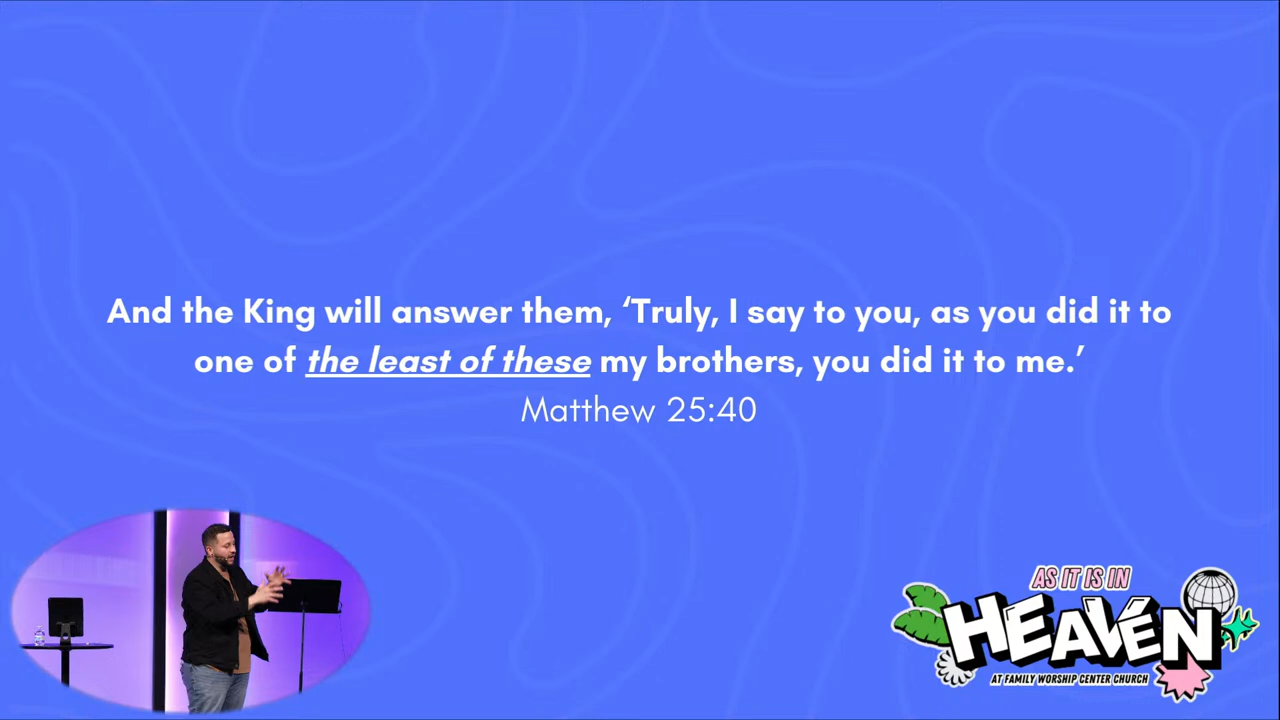 And the King will answer them, ‘Truly, I say to you, as you did it to
one of the least of these my brothers, you did it to me.’
Matthew 25:40
AS IT IS IN
HEAVEN
AT FAMILY WORSHIP CENTER CHURCH